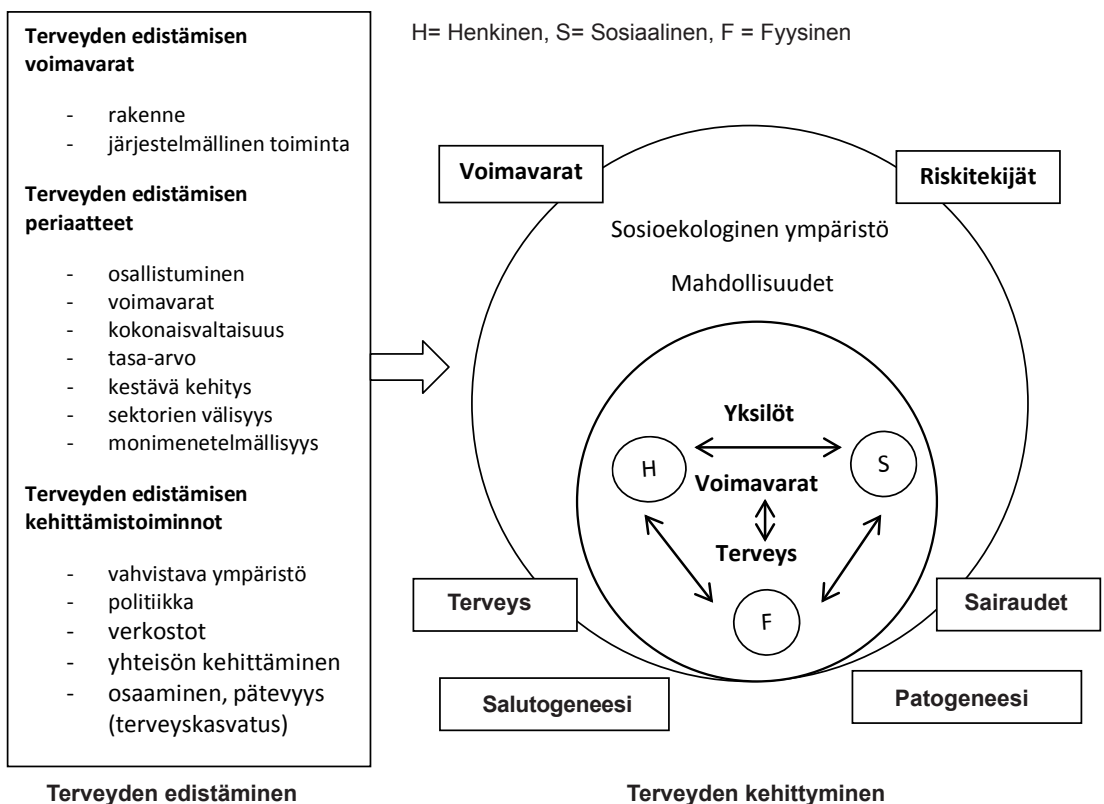 Terveyden edistämisen
voimavarat
- rakenne
- järjestelmällinen toiminta
Terveyden edistämisen
periaatteet
- osallistuminen
- voimavarat
- kokonaisvaltaisuus
- tasa-arvo
- kestävä kehitys
- sektorien välisyys
- monimenetelmällisyys
Terveyden edistämisen
kehittämistoiminnot
- vahvistava ympäristö
- politiikka
- verkostot
- yhteisön kehittäminen
- osaaminen, pätevyys
(terveyskasvatus)
Terveyden edistäminen
H= Henkinen, S= Sosiaalinen, F = Fyysinen
Voimavarat
Riskitekijät
Sosioekologinen ympäristö
Mahdollisuudet
Yksilöt
H
S
Voimavarat
Terveys
F
Terveys
Sairaudet
Salutogeneesi
Patogeneesi
Terveyden kehittyminen